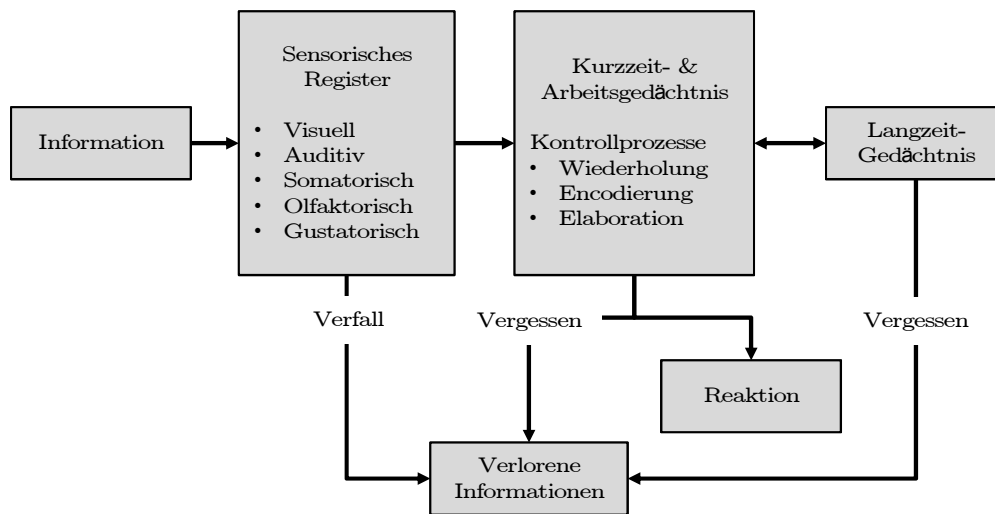 Information
Sensorisches
Register
• Visuell
• Auditiv
• Somatorisch
• Olfaktorisch
• Gustatorisch
Kurzzeit- &
Arbeitsgedächtnis
Kontrollprozesse
• Wiederholung
• Encodierung
• Elaboration
Langzeit-
Gedächtnis
Verfall
Vergessen
Vergessen
Reaktion
Verlorene
Informationen